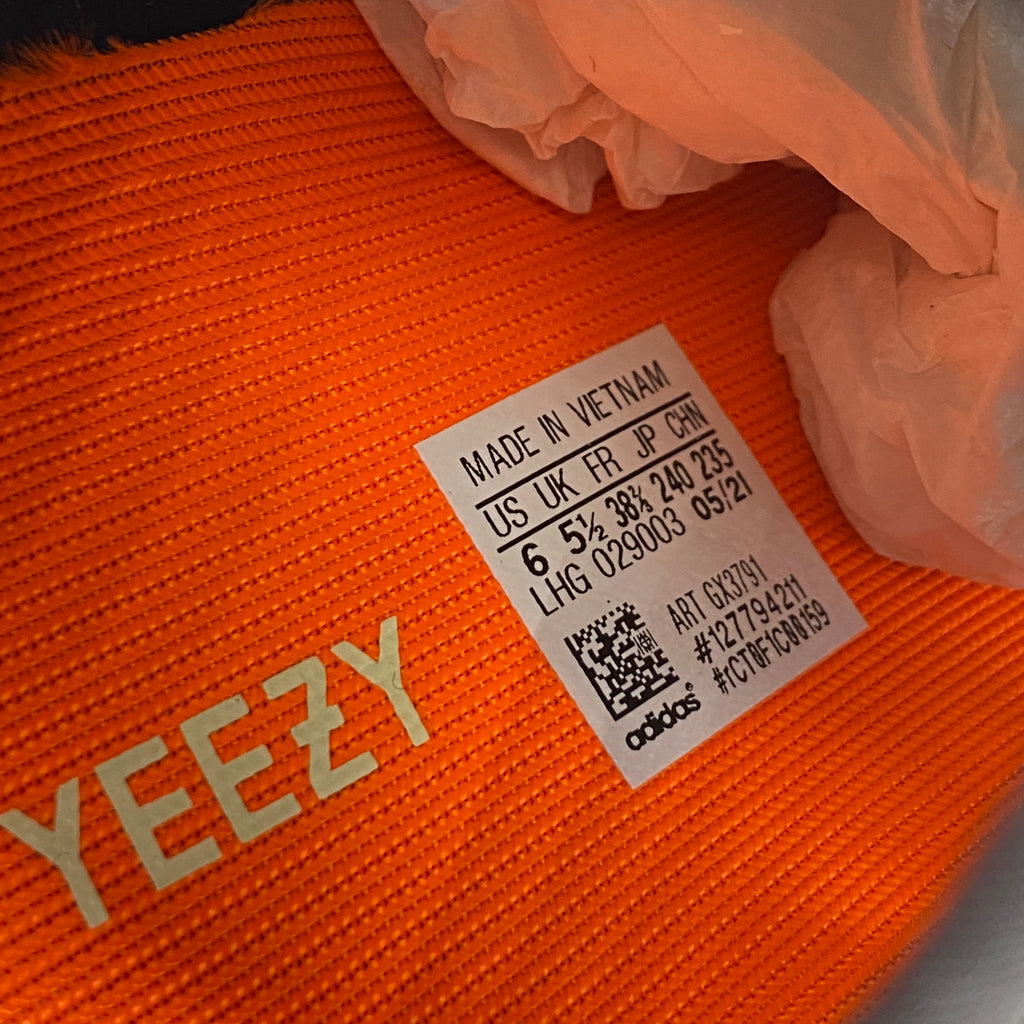 MADE IN VIETNAM
US UK FR JP CHN
6 5½ 38⅔ 240 235
LHG 029003 05/21
ART GX3791
#127794211
#rCT0F1C00159
adidas®
YEEZY